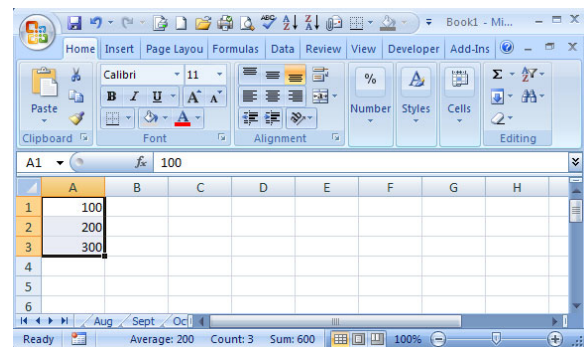 Book1 - Mi...
Home Insert Page Layou Formulas Data Review View Developer Add-Ins
Calibri 11
B I U A A
Paste
% Number Styles Cells
Σ
Clipboard Font Alignment Editing
A1 fx 100
A B C D E F G H
1 100
2 200
3 300
4
5
6
Aug Sept Oct
Ready Average: 200 Count: 3 Sum: 600 100%